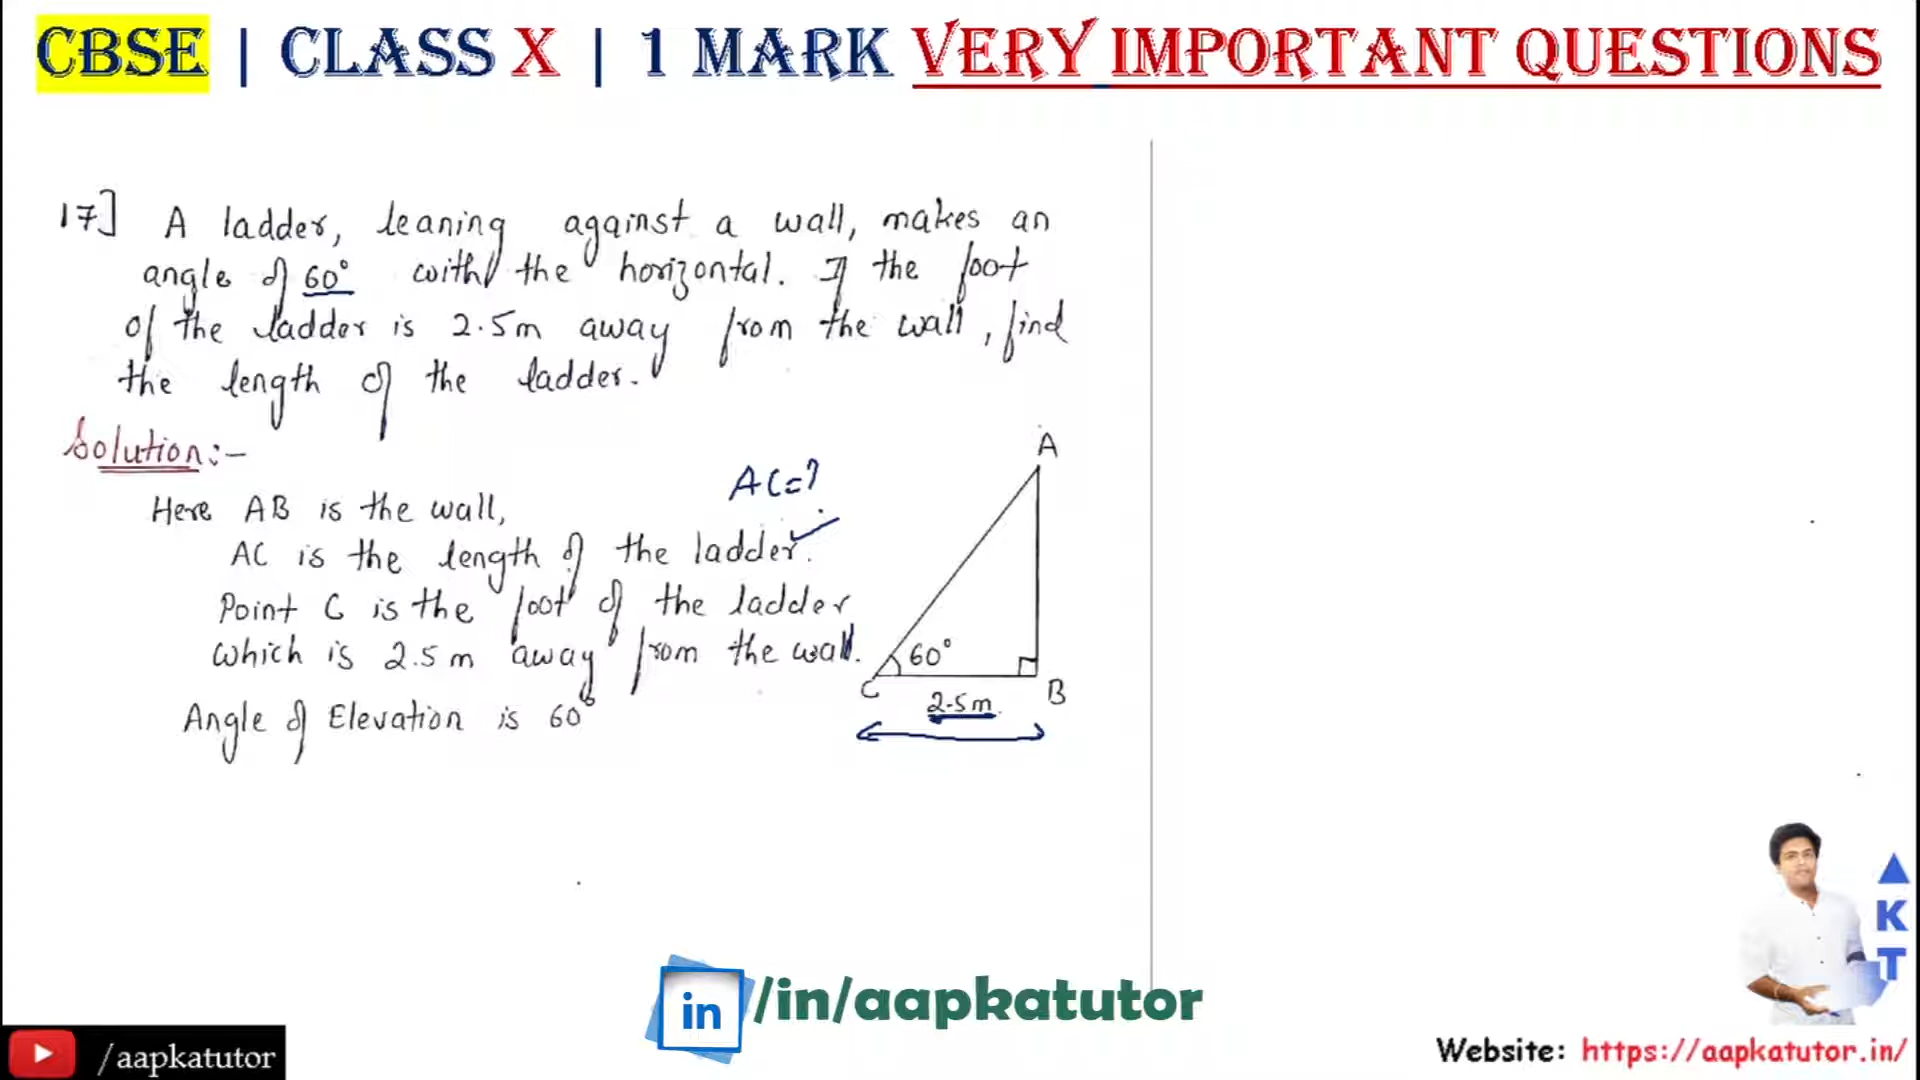 CBSE | CLASS X | 1 MARK VERY IMPORTANT QUESTIONS
17] A ladder, leaning against a wall, makes an
angle of 60° with the horizontal. If the foot
of the ladder is 2.5m away from the wall, find
the length of the ladder.
Solution:-
AC=?
Here AB is the wall,
AC is the length of the ladder.
Point C is the foot of the ladder
which is 2.5m away from the wall.
Angle of Elevation is 60°
A
60°
C
B
2.5m
AKT
in /in/aapkatutor
/aapkatutor
Website: https://aapkatutor.in/